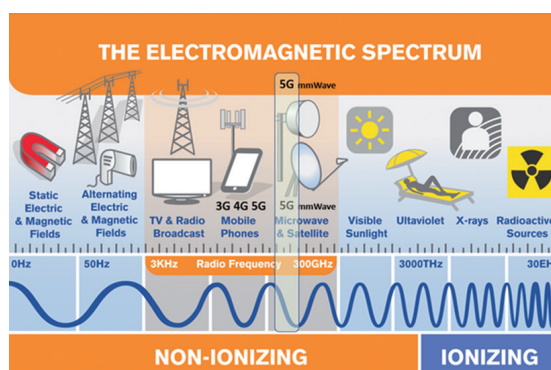 THE ELECTROMAGNETIC SPECTRUM
5G mmWave
Static
Electric
& Magnetic
Fields
Alternating
Electric
& Magnetic
Fields
TV & Radio
Broadcast
3G 4G 5G
Mobile
Phones
5G mmWave
Microwave
& Satellite
Visible
Sunlight
Ultaviolet
X-rays
Radioactive
Sources
0Hz
50Hz
3KHz
Radio Frequency
300GHz
3000THz
30EH
NON-IONIZING
IONIZING